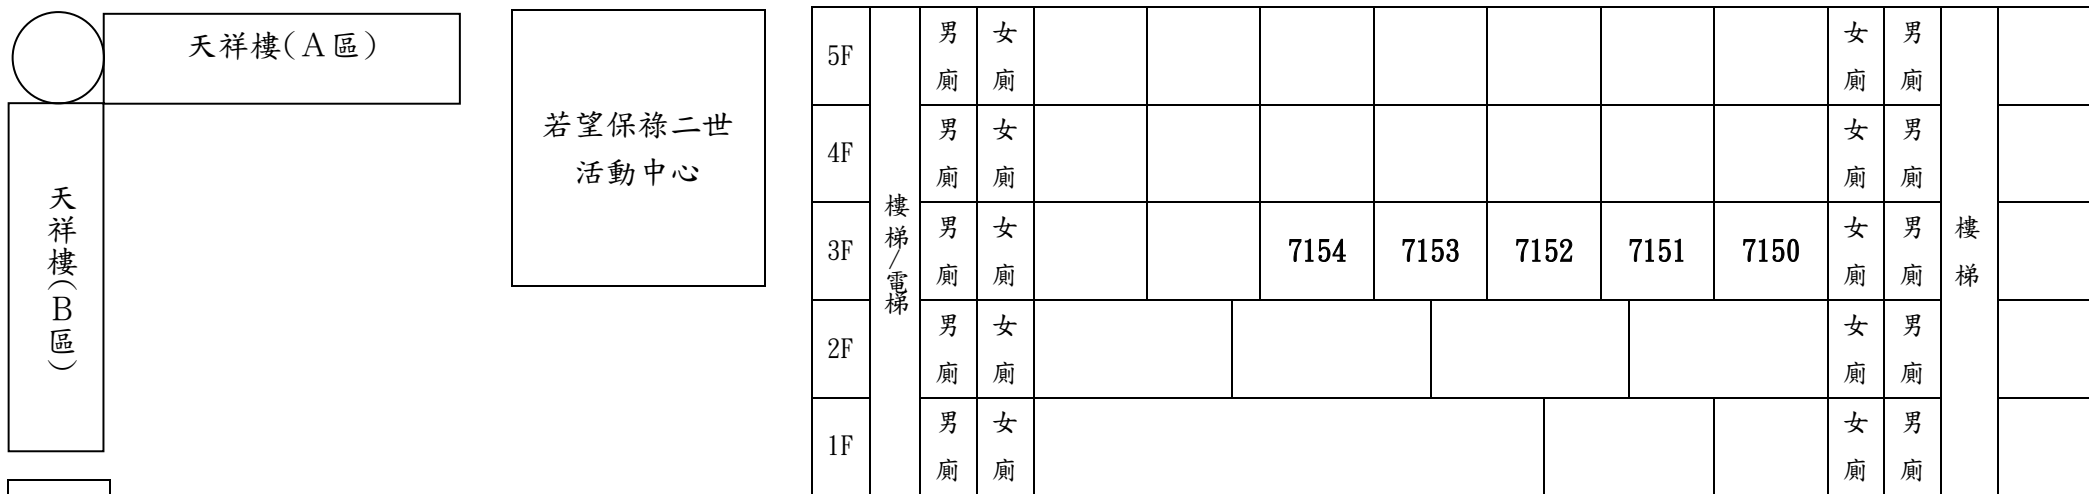 天祥樓(A區)
天祥樓(B區)
若望保祿二世
活動中心
樓梯/電梯
樓梯
5F 男廁 女廁 女廁 男廁
4F 男廁 女廁 女廁 男廁
3F 男廁 女廁 7154 7153 7152 7151 7150 女廁 男廁
2F 男廁 女廁 女廁 男廁
1F 男廁 女廁 女廁 男廁